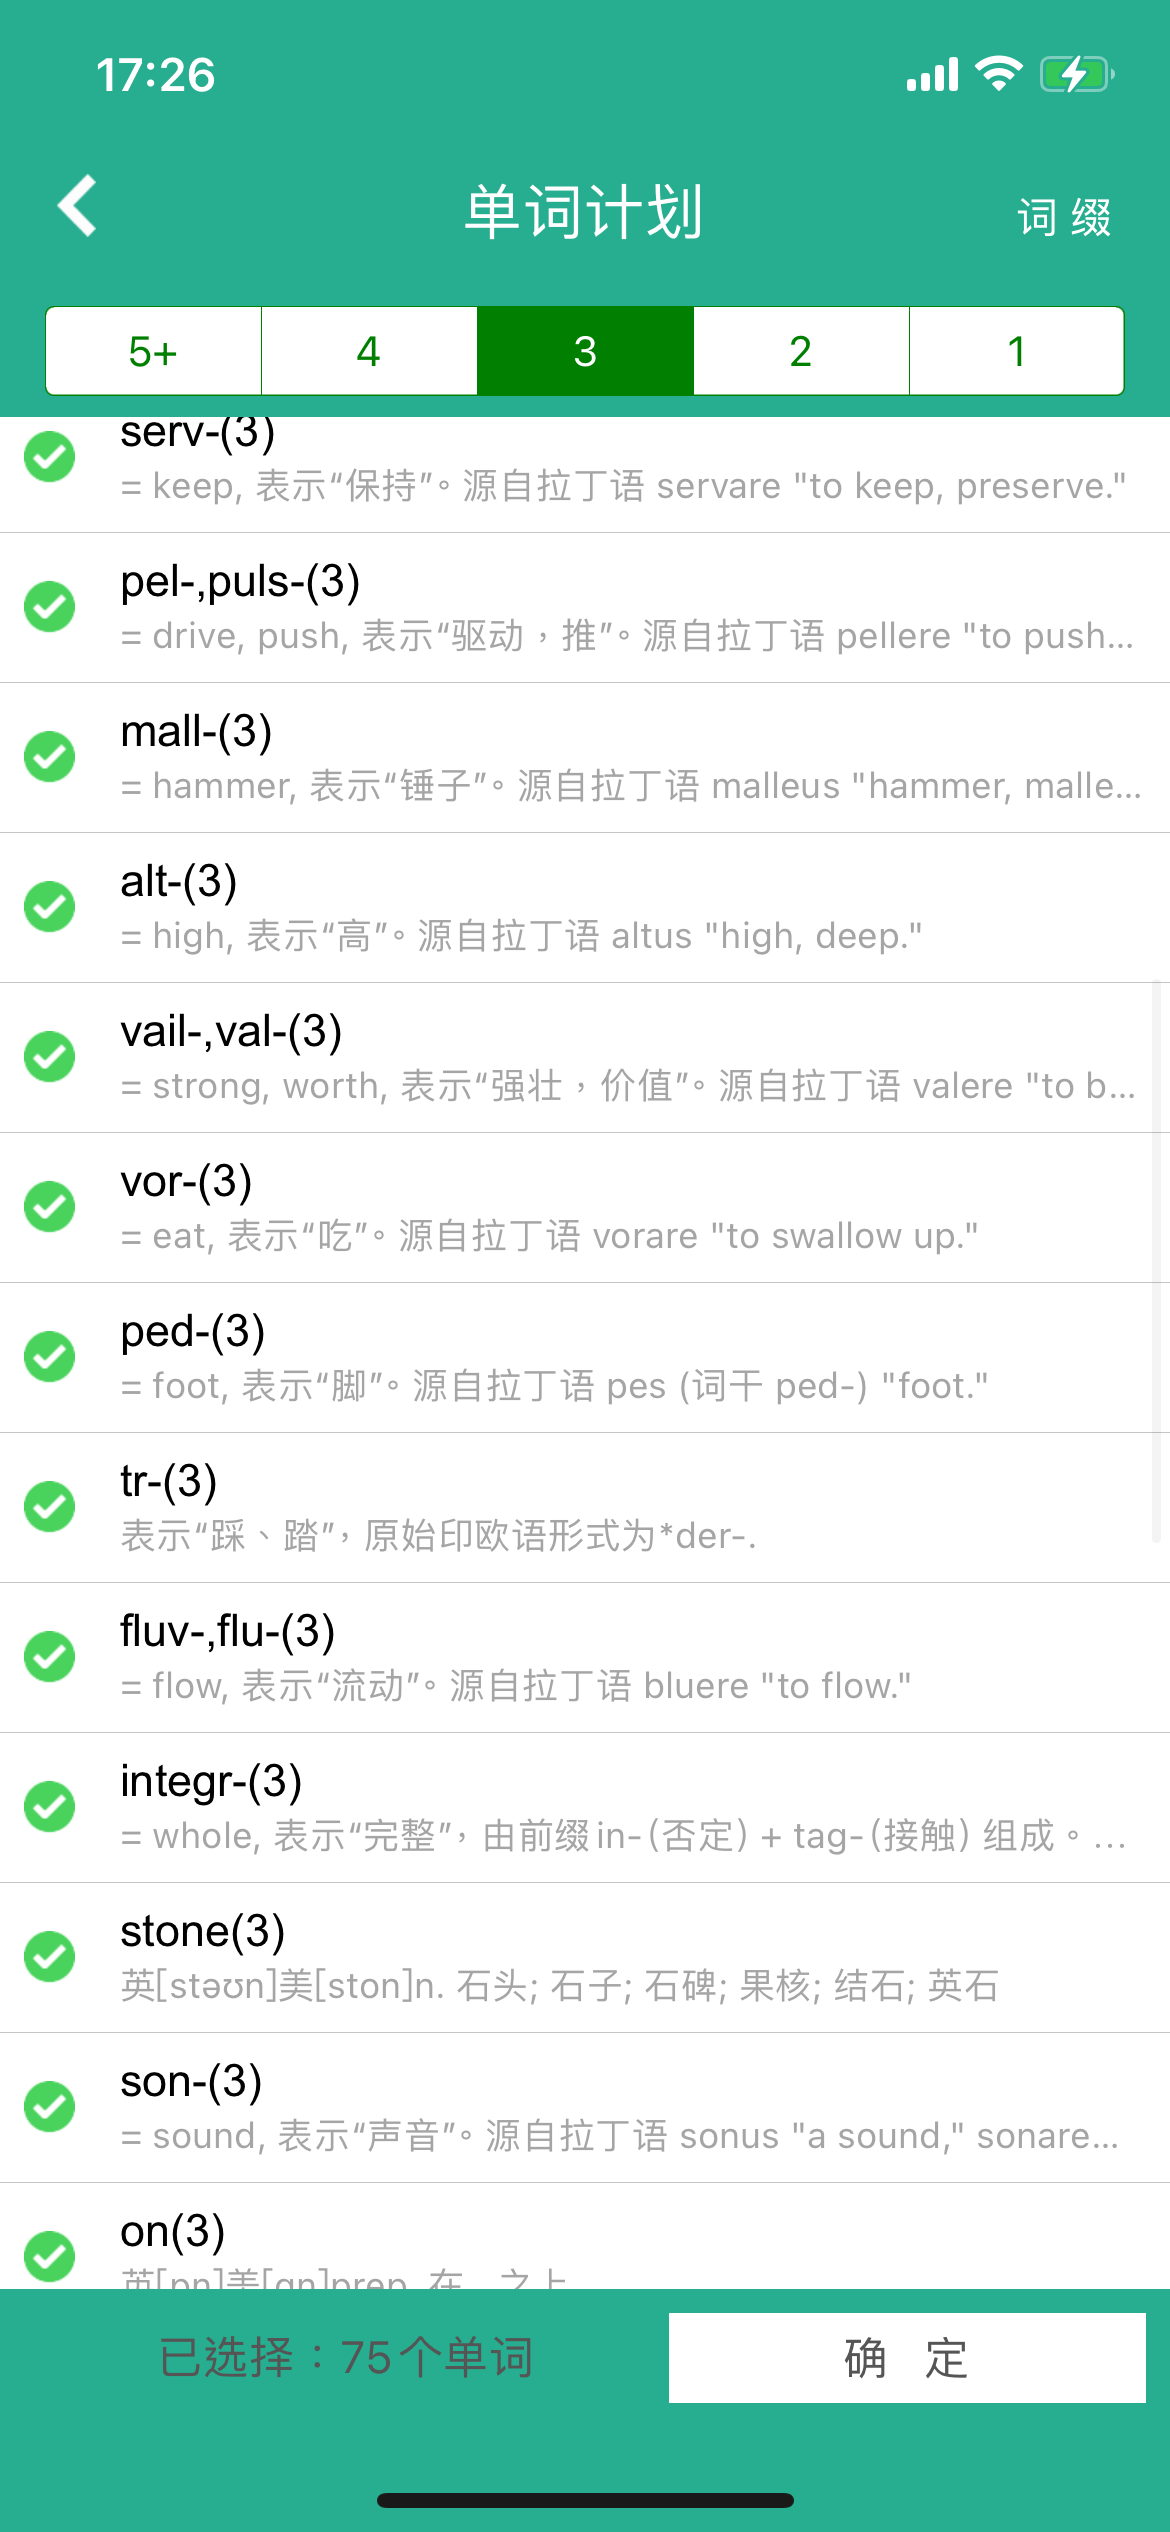 17:26
单词计划
词 缀
5+ 4 3 2 1
serv-(3)
= keep, 表示“保持”。源自拉丁语 servare "to keep, preserve."
pel-,puls-(3)
= drive, push, 表示“驱动，推”。源自拉丁语 pellere "to push...
mall-(3)
= hammer, 表示“锤子”。源自拉丁语 malleus "hammer, malle...
alt-(3)
= high, 表示“高”。源自拉丁语 altus "high, deep."
vail-,val-(3)
= strong, worth, 表示“强壮，价值”。源自拉丁语 valere "to b...
vor-(3)
= eat, 表示“吃”。源自拉丁语 vorare "to swallow up."
ped-(3)
= foot, 表示“脚”。源自拉丁语 pes (词干 ped-) "foot."
tr-(3)
表示“踩、踏”，原始印欧语形式为*der-.
fluv-,flu-(3)
= flow, 表示“流动”。源自拉丁语 bluere "to flow."
integr-(3)
= whole, 表示“完整”，由前缀in-(否定) + tag-(接触) 组成。...
stone(3)
英[stəʊn]美[ston]n. 石头; 石子; 石碑; 果核; 结石; 英石
son-(3)
= sound, 表示“声音”。源自拉丁语 sonus "a sound," sonare...
on(3)
英[ɒn]美[ɑn]prep. 在…之上
已选择：75个单词
确 定